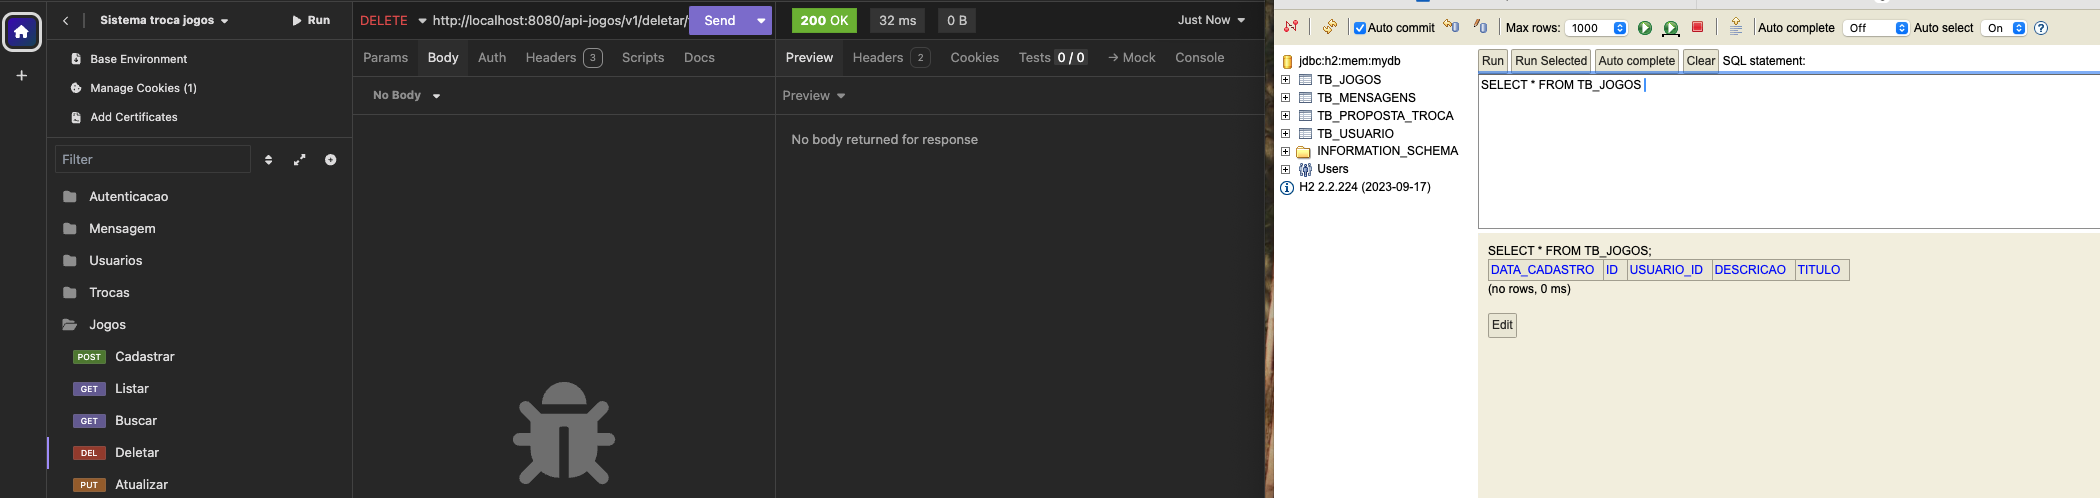 Sistema troca jogos
Run
Base Environment
Manage Cookies (1)
Add Certificates
Filter
Autenticacao
Mensagem
Usuarios
Trocas
Jogos
POST Cadastrar
GET Listar
GET Buscar
DEL Deletar
PUT Atualizar
DELETE http://localhost:8080/api-jogos/v1/deletar/ Send
Params Body Auth Headers 3 Scripts Docs
No Body
200 OK 32 ms 0 B Just Now
Preview Headers 2 Cookies Tests 0 / 0 → Mock Console
Preview
No body returned for response
Auto commit Max rows: 1000 Auto complete Off Auto select On
jdbc:h2:mem:mydb
TB_JOGOS
TB_MENSAGENS
TB_PROPOSTA_TROCA
TB_USUARIO
INFORMATION_SCHEMA
Users
H2 2.2.224 (2023-09-17)
Run Run Selected Auto complete Clear SQL statement:
SELECT * FROM TB_JOGOS
SELECT * FROM TB_JOGOS;
DATA_CADASTRO ID USUARIO_ID DESCRICAO TITULO
(no rows, 0 ms)
Edit